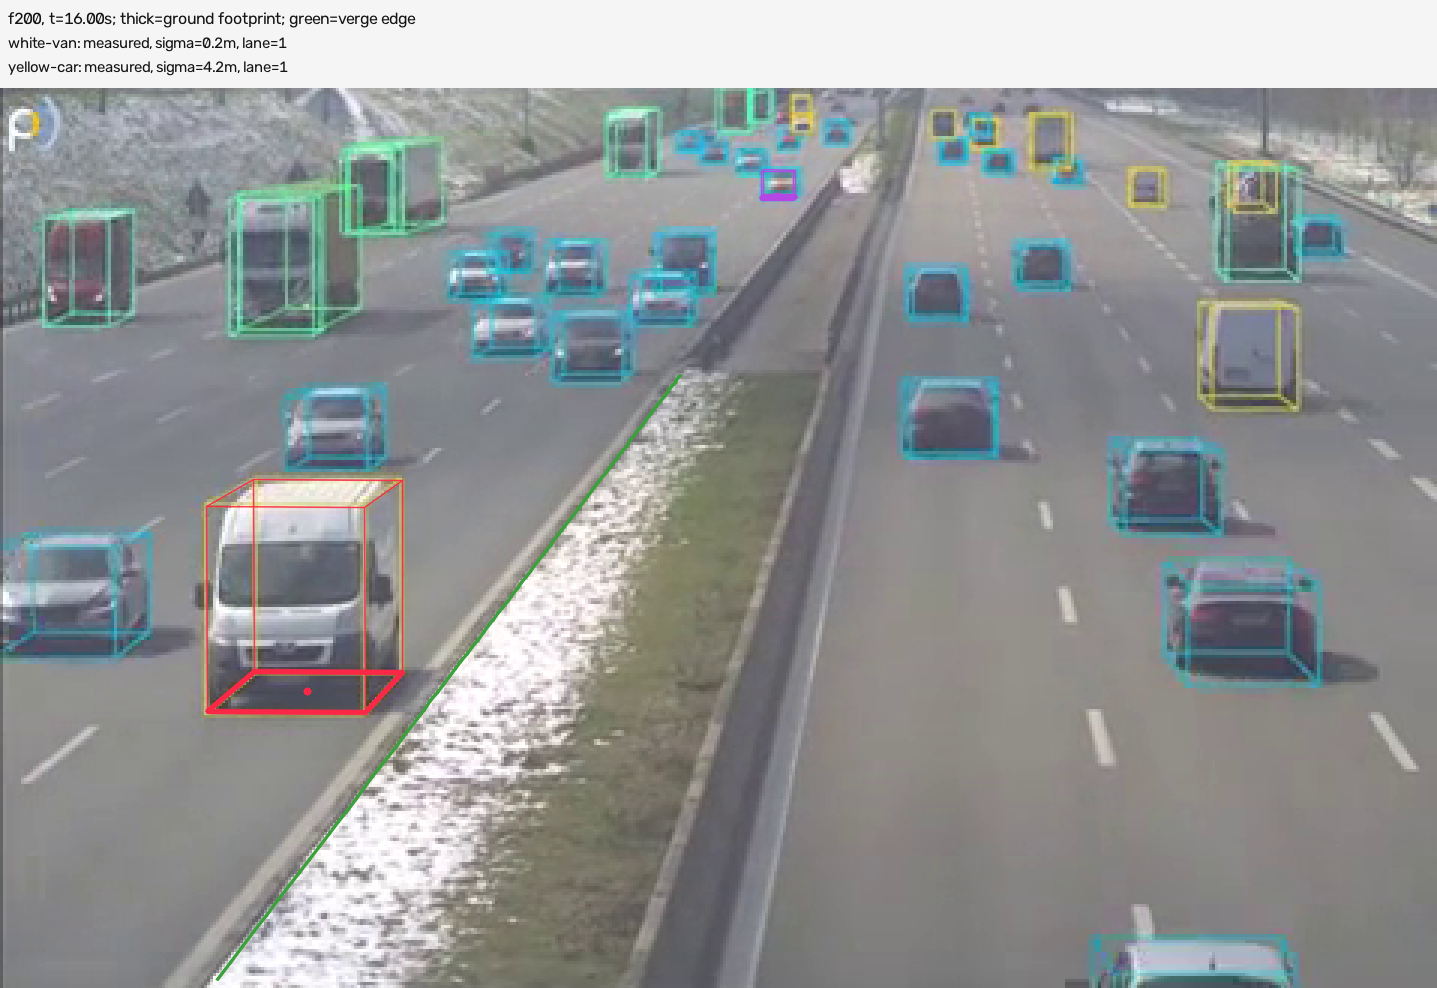 f200, t=16.00s; thick=ground footprint; green=verge edge
white-van: measured, sigma=0.2m, lane=1
yellow-car: measured, sigma=4.2m, lane=1